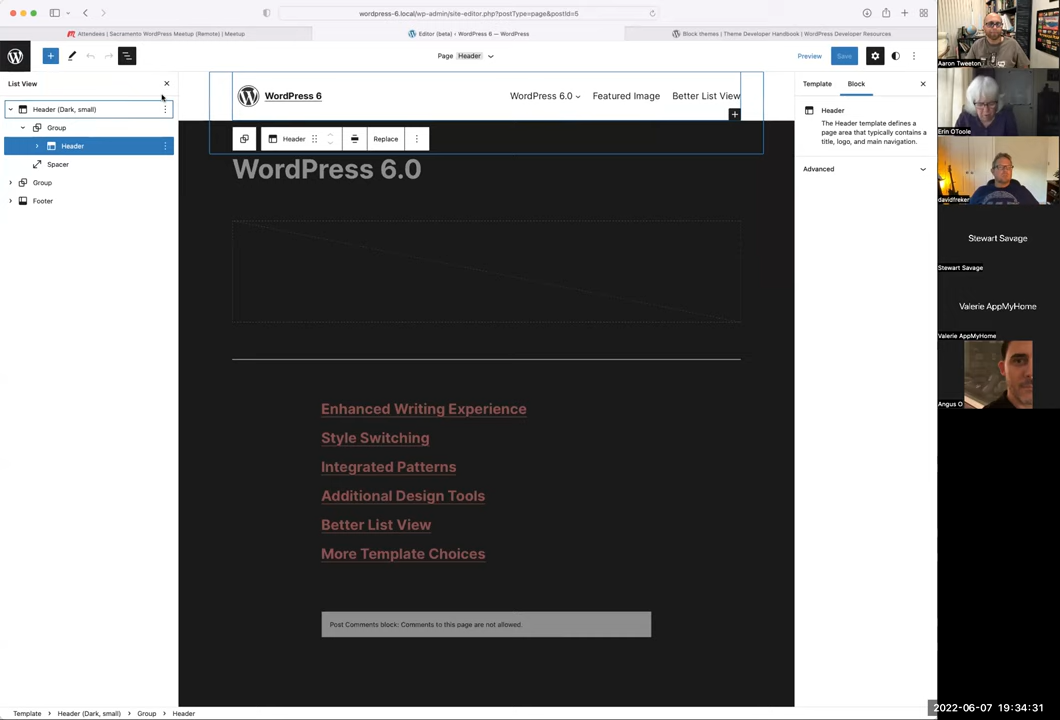 wordpress-6.local/wp-admin/site-editor.php?postType=page&postId=5
Attendees | Sacramento WordPress Meetup (Remote) | Meetup
Editor (beta) ‹ WordPress 6 — WordPress
Block themes | Theme Developer Handbook | WordPress Developer Resources
Page Header
Preview
Save
List View
Header (Dark, small)
Group
Header
Spacer
Group
Footer
WordPress 6
WordPress 6.0
Featured Image
Better List View
Header
Replace
WordPress 6.0
Enhanced Writing Experience
Style Switching
Integrated Patterns
Additional Design Tools
Better List View
More Template Choices
Post Comments block: Comments to this page are not allowed.
Template
Block
Header
The Header template defines a
page area that typically contains a
title, logo, and main navigation.
Advanced
Template > Header (Dark, small) > Group > Header
Aaron Tweeton
Erin OToole
davidfreker
Stewart Savage
Stewart Savage
Valerie AppMyHome
Valerie AppMyHome
Angus O
2022-06-07 19:34:31